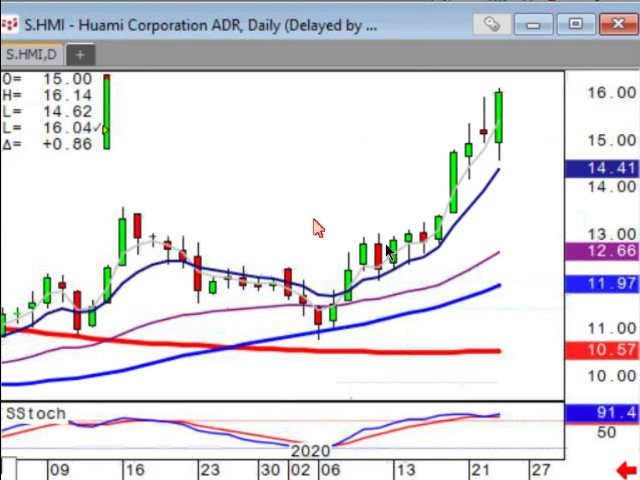 S.HMI - Huami Corporation ADR, Daily (Delayed by ...
S.HMI,D
+
O= 15.00
H= 16.14
L= 14.62
L= 16.04✓
Δ= +0.86
16.00
15.00
14.41
14.00
13.00
12.66
11.97
11.00
10.57
10.00
SStoch
91.4
50
2020
09 16 23 30 02 06 13 21 27